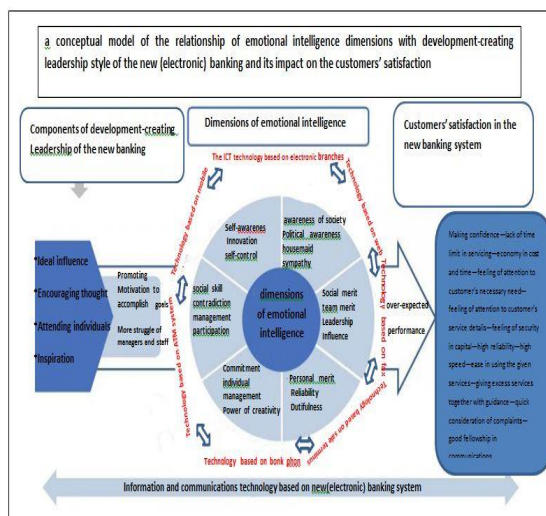 a conceptual model of the relationship of emotional intelligence dimensions with development-creating
leadership style of the new (electronic) banking and its impact on the customers' satisfaction
Components of development-creating
Leadership of the new banking
Dimensions of emotional intelligence
Customers' satisfaction in the
new banking system
The ICT technology based on electronic branches
Technology based on mobile
Technology based on web
Technology based on fax
Technology based on sale terminus
Technology based on bonk phon
Technology based on ATM system
•Ideal influence
•Encouraging thought
•Attending individuals
•Inspiration
Promoting
Motivation to
accomplish goals
More struggle of
managers and staff
Self-awarenes
Innovation
self-control
awareness of society
Political awareness
housemaid
sympathy
social skill
contradiction
management
participation
dimensions
of emotional
intelligence
Social merit
team merit
Leadership
Influence
Commitment
individual
management
Power of creativity
Personal merit
Reliability
Dutifulness
over-expected
performance
Making confidence—lack of time
limit in servicing—economy in cost
and time—feeling of attention to
customer's necessary need—
feeling of attention to customer's
service details—feeling of security
in capital—high reliability—high
speed—ease in using the given
services—giving excess services
together with guidance—quick
consideration of complaints—
good fellowship in
communications
Information and communications technology based on new(electronic) banking system